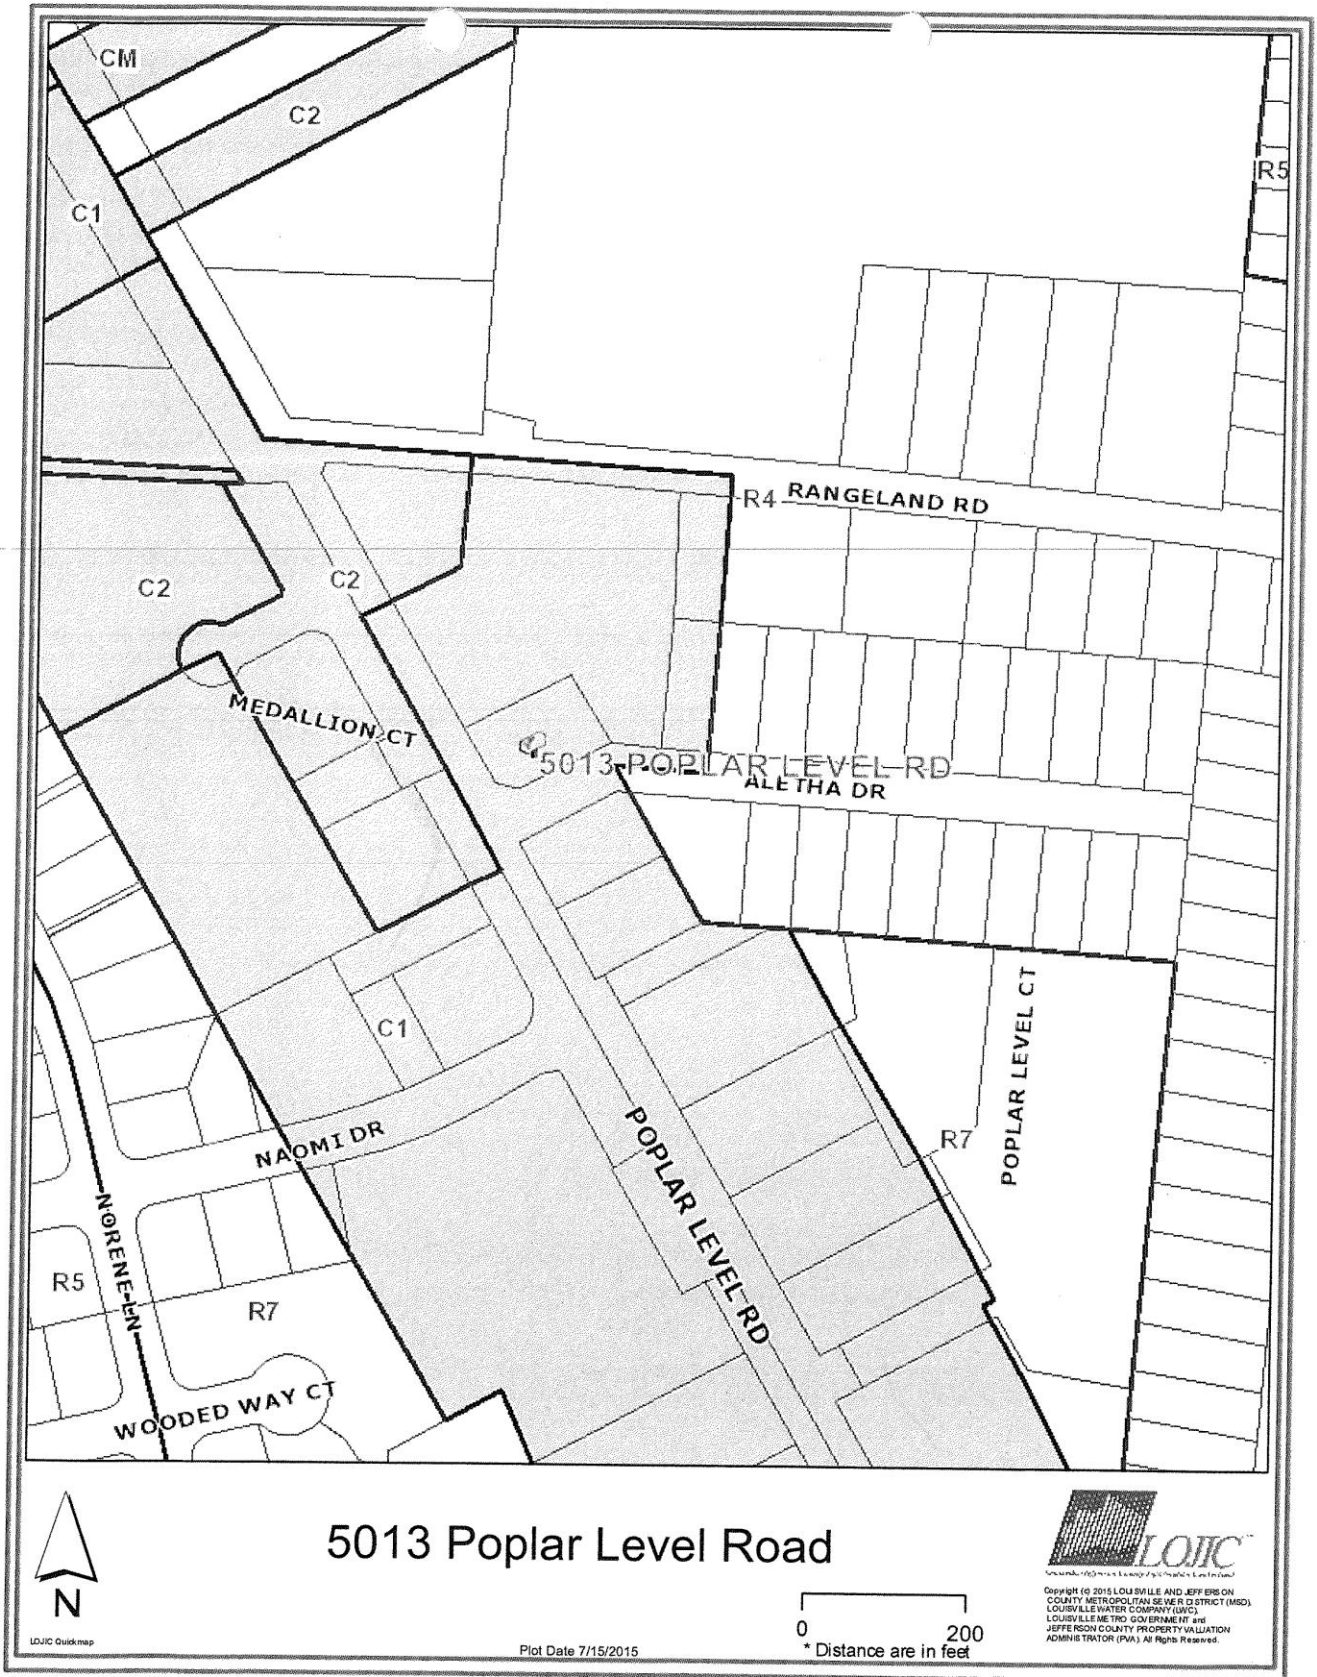 CM
C2
R5
C1
R4
RANGELAND RD
C2
C2
MEDALLION CT
5013 POPLAR LEVEL RD
ALETHA DR
C1
POPLAR LEVEL CT
R7
NAOMI DR
POPLAR LEVEL RD
NORENE LN
R5
R7
WOODED WAY CT
N
5013 Poplar Level Road
LOJIC
0 200
* Distance are in feet
Copyright (c) 2015 LOUISVILLE AND JEFFERSON
COUNTY METROPOLITAN SEWER DISTRICT (MSD),
LOUISVILLE WATER COMPANY (LWC),
LOUISVILLE METRO GOVERNMENT and
JEFFERSON COUNTY PROPERTY VALUATION
ADMINISTRATOR (PVA). All Rights Reserved.
LOJIC Quickmap
Plot Date 7/15/2015